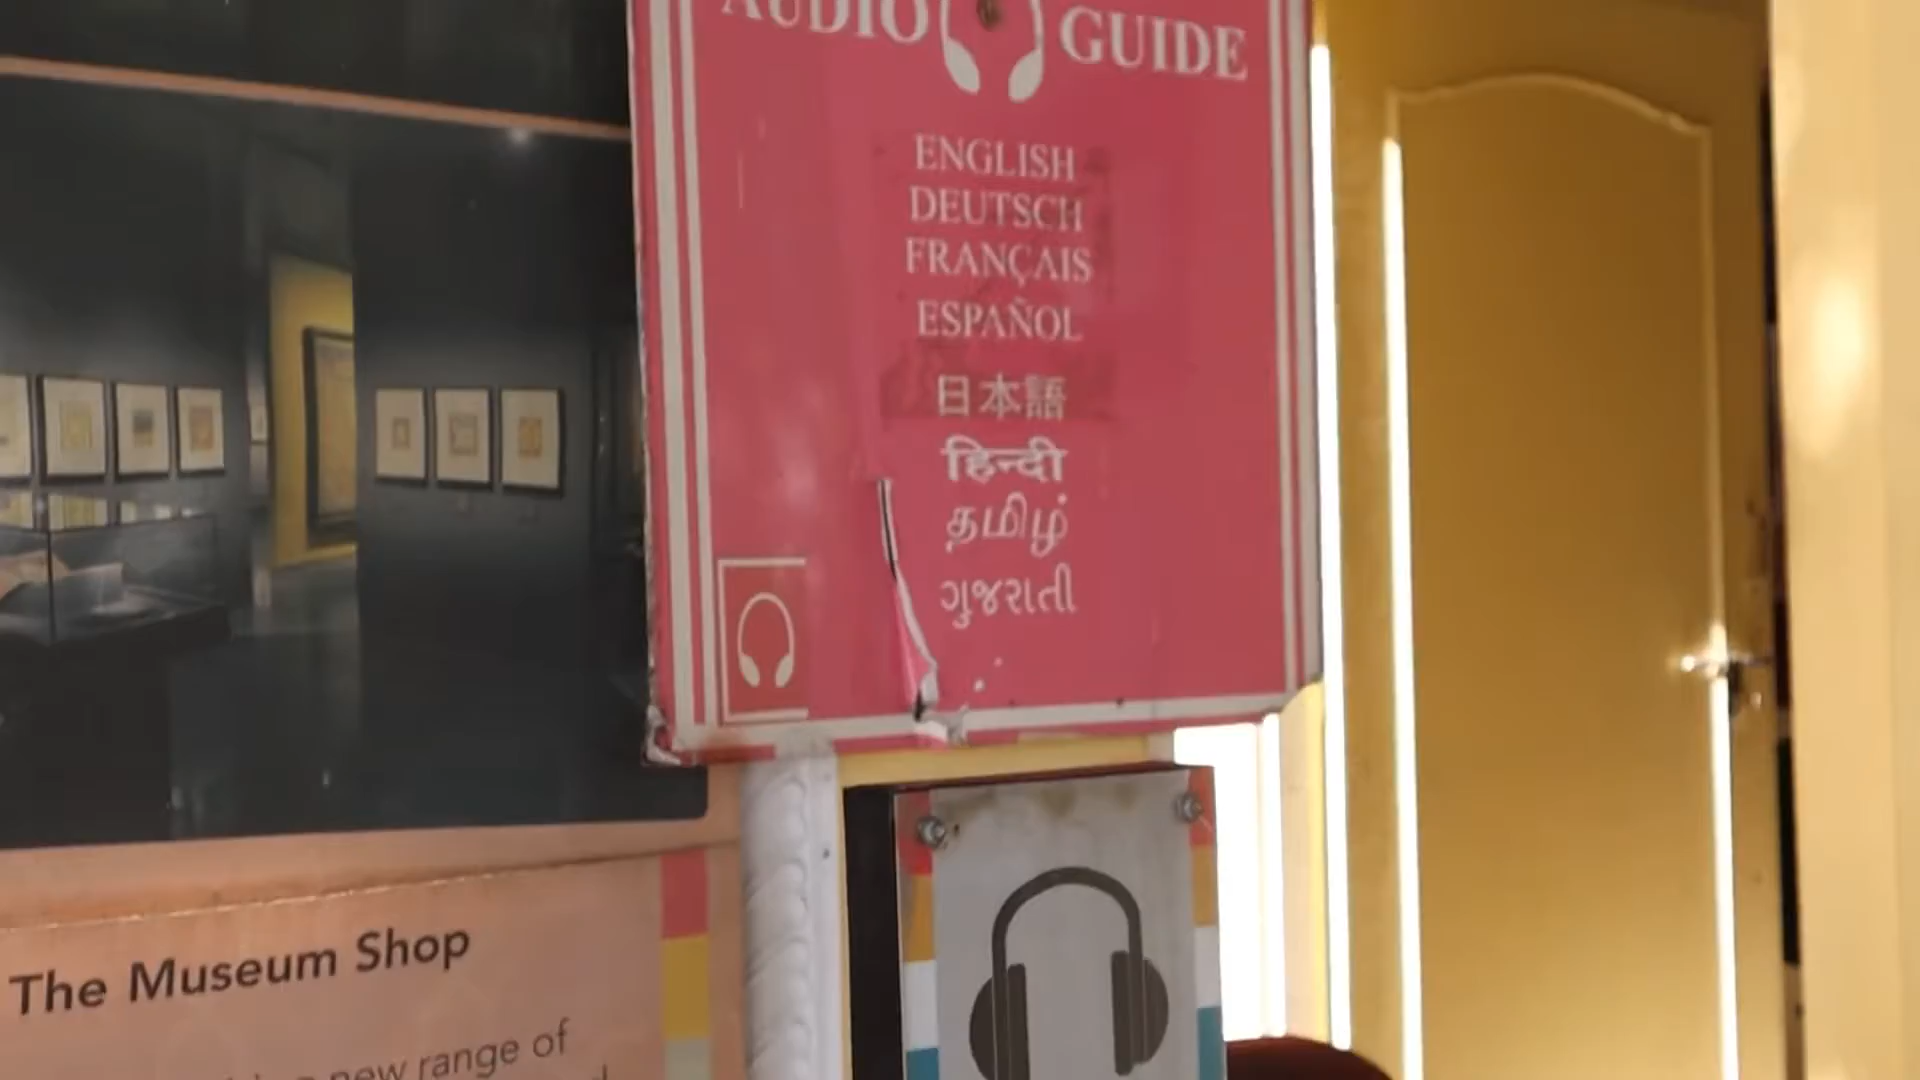 AUDIO GUIDE
ENGLISH
DEUTSCH
FRANÇAIS
ESPAÑOL
日本語
हिन्दी
தமிழ்
ગુજરાતી
The Museum Shop
new range of